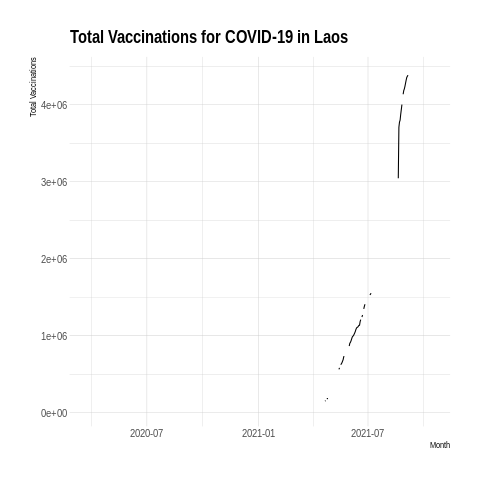 Total Vaccinations for COVID-19 in Laos
Total Vaccinations
4e+06
3e+06
2e+06
1e+06
0e+00
2020-07
2021-01
2021-07
Month